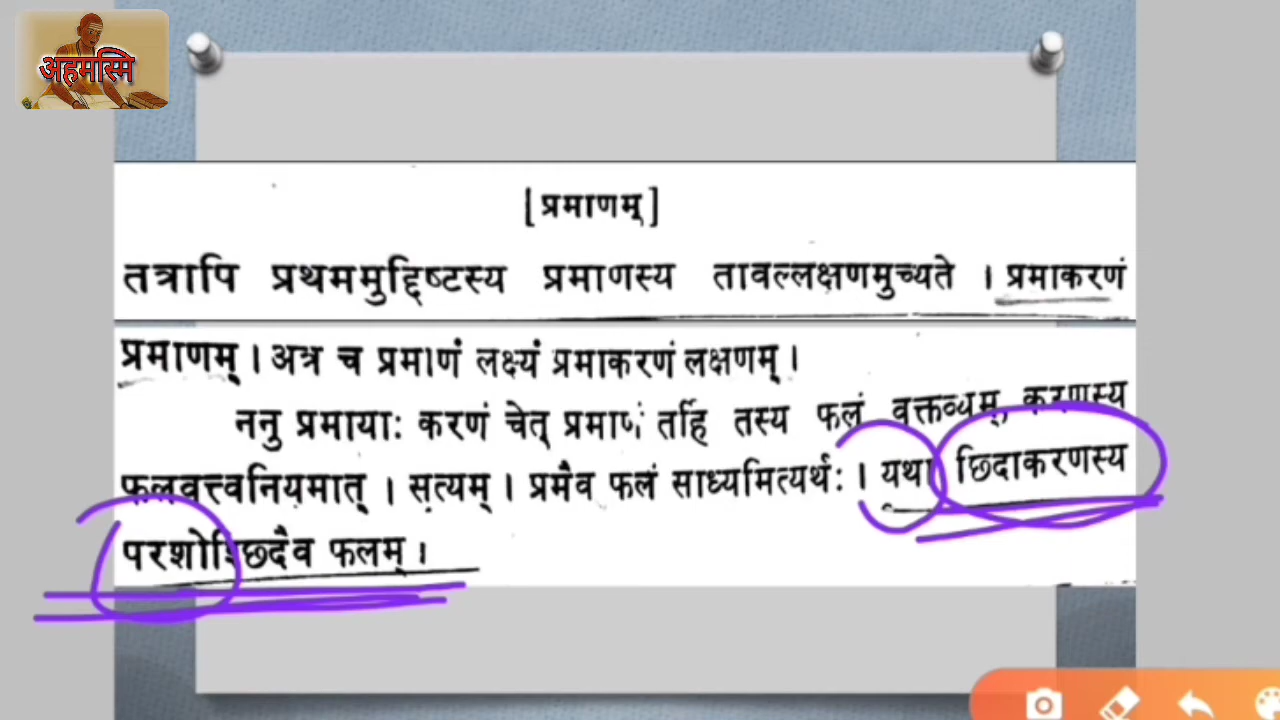 अहमस्मि
[प्रमाणम्]
तत्रापि प्रथममुद्दिष्टस्य प्रमाणस्य तावल्लक्षणमुच्यते । प्रमाकरणं
प्रमाणम् । अत्र च प्रमाणं लक्ष्यं प्रमाकरणं लक्षणम् ।
ननु प्रमायाः करणं चेत् प्रमाणं तर्हि तस्य फलं वक्तव्यम्, करणस्य
फलवत्त्वनियमात् । सत्यम् । प्रमैव फलं साध्यमित्यर्थः । यथा छिदाकरणस्य
परशोश्छिदैव फलम् ।